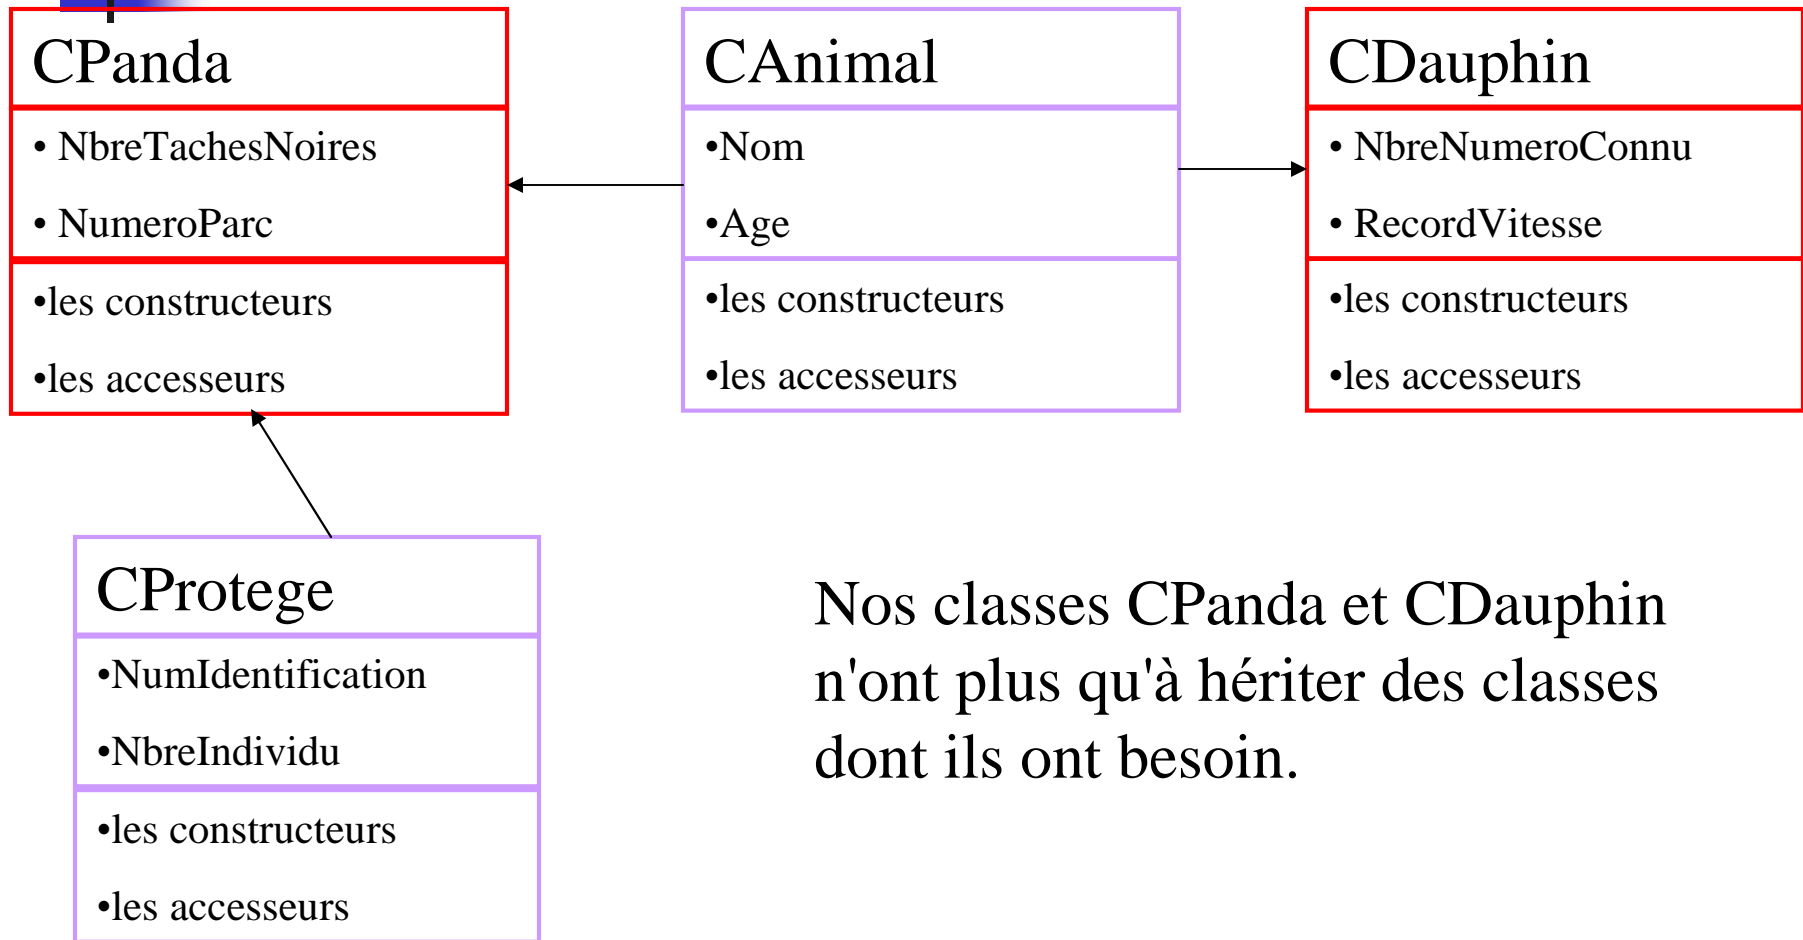 CPanda
• NbreTachesNoires
• NumeroParc
•les constructeurs
•les accesseurs
CAnimal
•Nom
•Age
•les constructeurs
•les accesseurs
CDauphin
• NbreNumeroConnu
• RecordVitesse
•les constructeurs
•les accesseurs
CProtege
•NumIdentification
•NbreIndividu
•les constructeurs
•les accesseurs
Nos classes CPanda et CDauphin
n'ont plus qu'à hériter des classes
dont ils ont besoin.